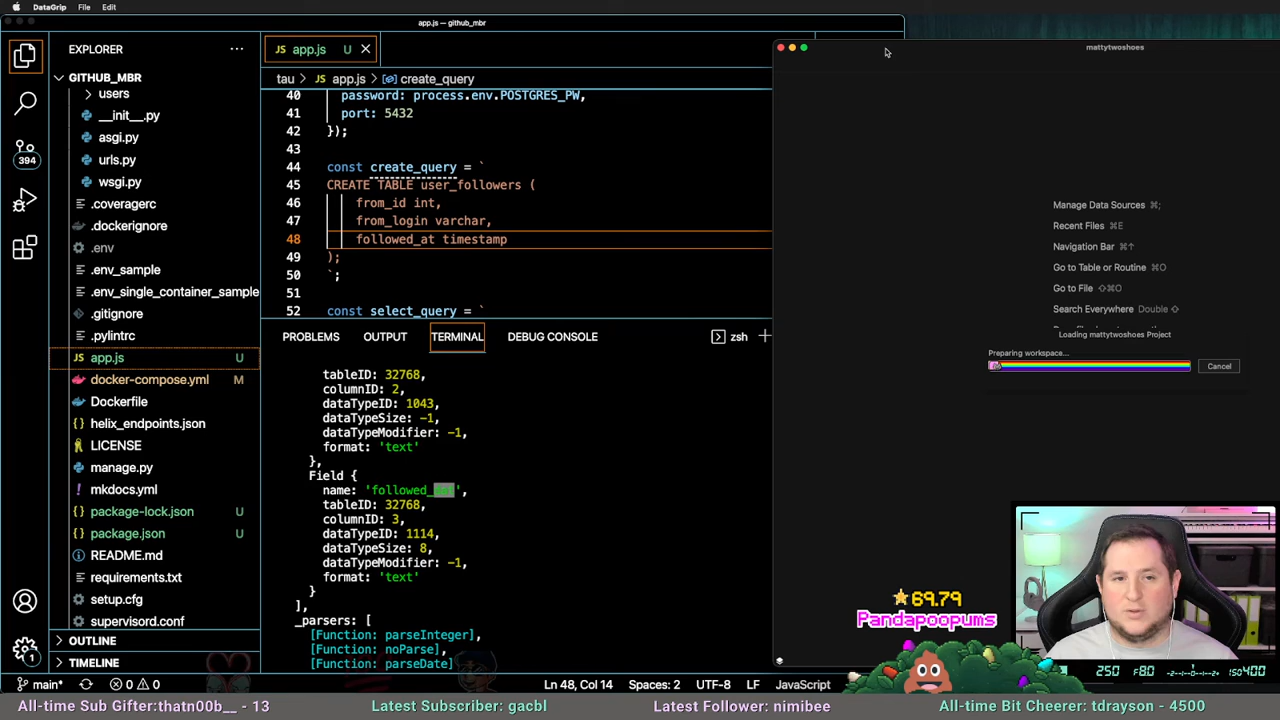 DataGrip File Edit
app.js — github_mbr
EXPLORER
GITHUB_MBR
users
__init__.py
asgi.py
urls.py
wsgi.py
.coveragerc
.dockerignore
.env
.env_sample
.env_single_container_sample
.gitignore
.pylintrc
app.js U
docker-compose.yml M
Dockerfile
helix_endpoints.json
LICENSE
manage.py
mkdocs.yml
package-lock.json U
package.json U
README.md
requirements.txt
setup.cfg
supervisord.conf
OUTLINE
TIMELINE
394
1
app.js U
tau > app.js > create_query
40 password: process.env.POSTGRES_PW,
41 port: 5432
42 });
43
44 const create_query = `
45 CREATE TABLE user_followers (
46 from_id int,
47 from_login varchar,
48 followed_at timestamp
49 );
50 `;
51
52 const select_query = `
PROBLEMS OUTPUT TERMINAL DEBUG CONSOLE zsh
tableID: 32768,
columnID: 2,
dataTypeID: 1043,
dataTypeSize: -1,
dataTypeModifier: -1,
format: 'text'
},
Field {
name: 'followed_
tableID: 32768,
columnID: 3,
dataTypeID: 1114,
dataTypeSize: 8,
dataTypeModifier: -1,
format: 'text'
}
],
_parsers: [
[Function: parseInteger],
[Function: noParse],
[Function: parseDate]
mattytwoshoes
Manage Data Sources ⌘;
Recent Files ⌘E
Navigation Bar ⌘↑
Go to Table or Routine ⌘O
Go to File ⇧⌘O
Search Everywhere Double ⇧
Loading mattytwoshoes Project
Preparing workspace...
Cancel
69.79
Pandapoopums
250 F8.0 ISO400
main* 0 0 Ln 48, Col 14 Spaces: 2 UTF-8 LF JavaScript
All-time Sub Gifter:thatn00b__ - 13 Latest Subscriber: gacbl Latest Follower: nimibee All-time Bit Cheerer: tdrayson - 4500